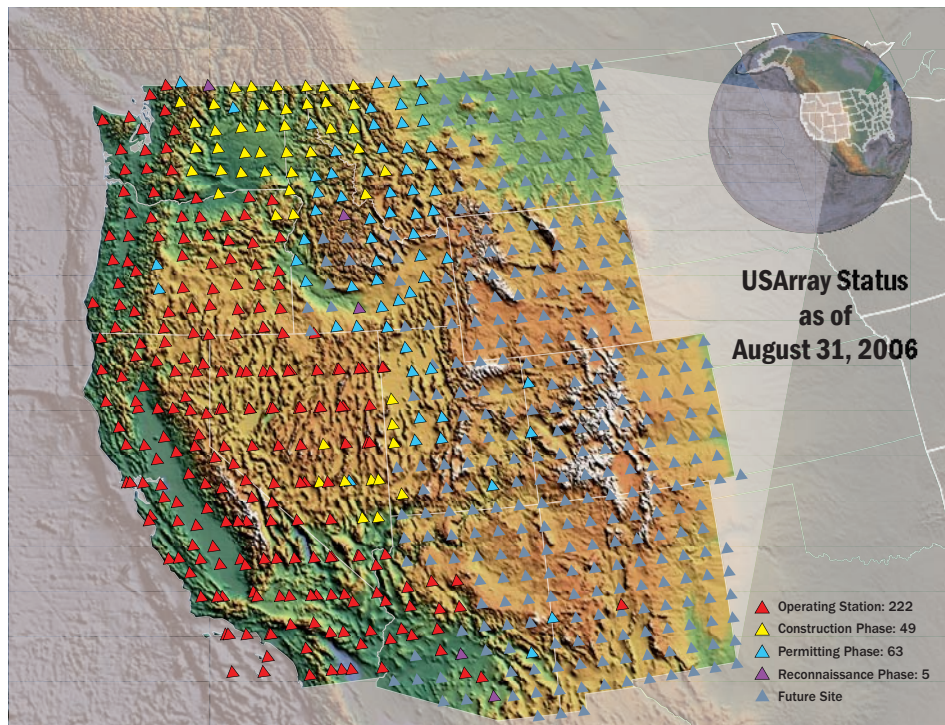 USArray Status
as of
August 31, 2006
Operating Station: 222
Construction Phase: 49
Permitting Phase: 63
Reconnaissance Phase: 5
Future Site